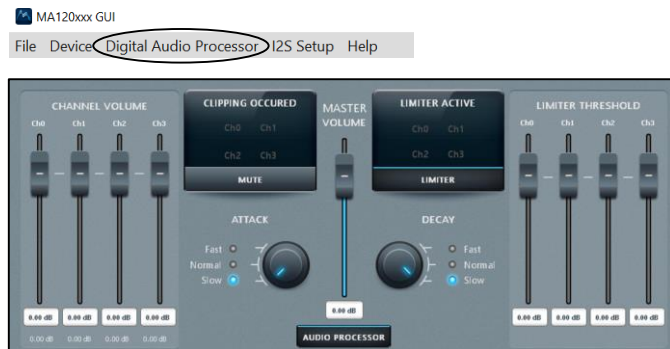 MA120xxx GUI
File Device Digital Audio Processor I2S Setup Help
CHANNEL VOLUME
Ch0 Ch1 Ch2 Ch3
0.00 dB 0.00 dB 0.00 dB 0.00 dB
0.00 dB 0.00 dB 0.00 dB 0.00 dB
CLIPPING OCCURED
Ch0 Ch1
Ch2 Ch3
MUTE
ATTACK
Fast
Normal
Slow
MASTER
VOLUME
0.00 dB
AUDIO PROCESSOR
LIMITER ACTIVE
Ch0 Ch1
Ch2 Ch3
LIMITER
DECAY
Fast
Normal
Slow
LIMITER THRESHOLD
Ch0 Ch1 Ch2 Ch3
0.00 dB 0.00 dB 0.00 dB 0.00 dB